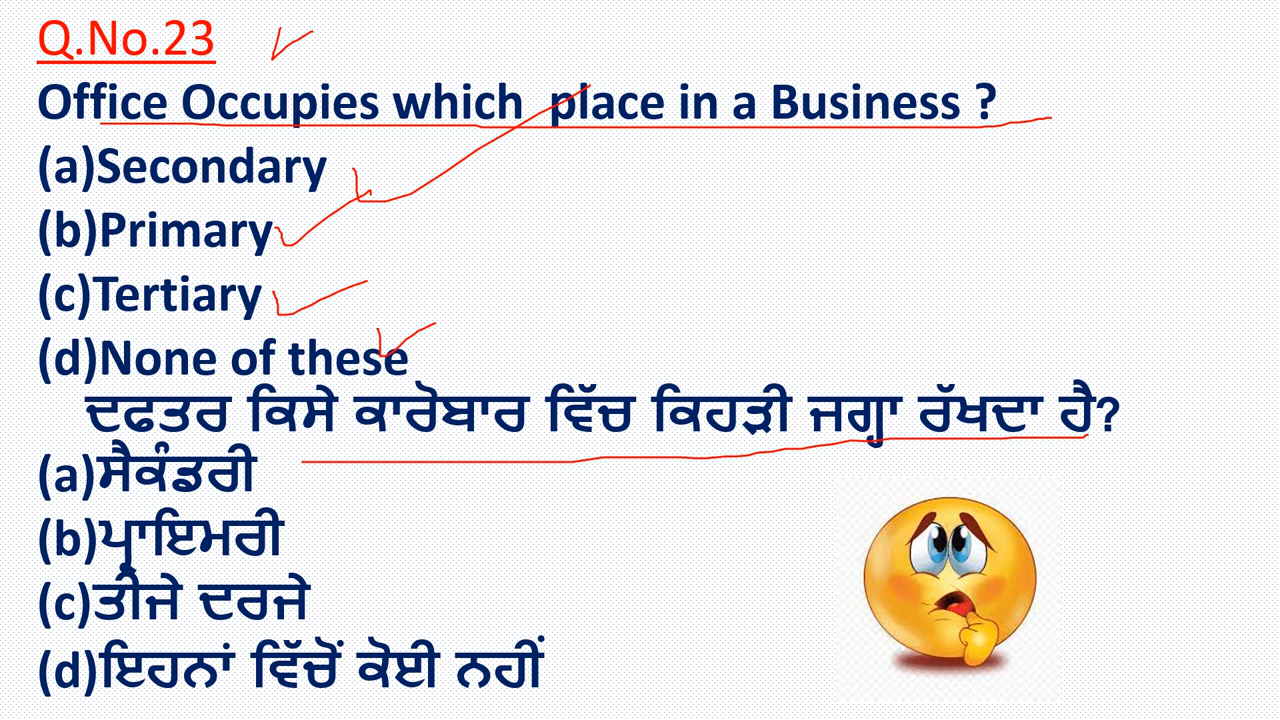 Q.No.23
Office Occupies which place in a Business ?
(a)Secondary
(b)Primary
(c)Tertiary
(d)None of these
ਦਫਤਰ ਕਿਸੇ ਕਾਰੋਬਾਰ ਵਿੱਚ ਕਿਹੜੀ ਜਗ੍ਹਾ ਰੱਖਦਾ ਹੈ?
(a)ਸੈਕੰਡਰੀ
(b)ਪ੍ਰਾਇਮਰੀ
(c)ਤੀਜੇ ਦਰਜੇ
(d)ਇਹਨਾਂ ਵਿੱਚੋਂ ਕੋਈ ਨਹੀਂ